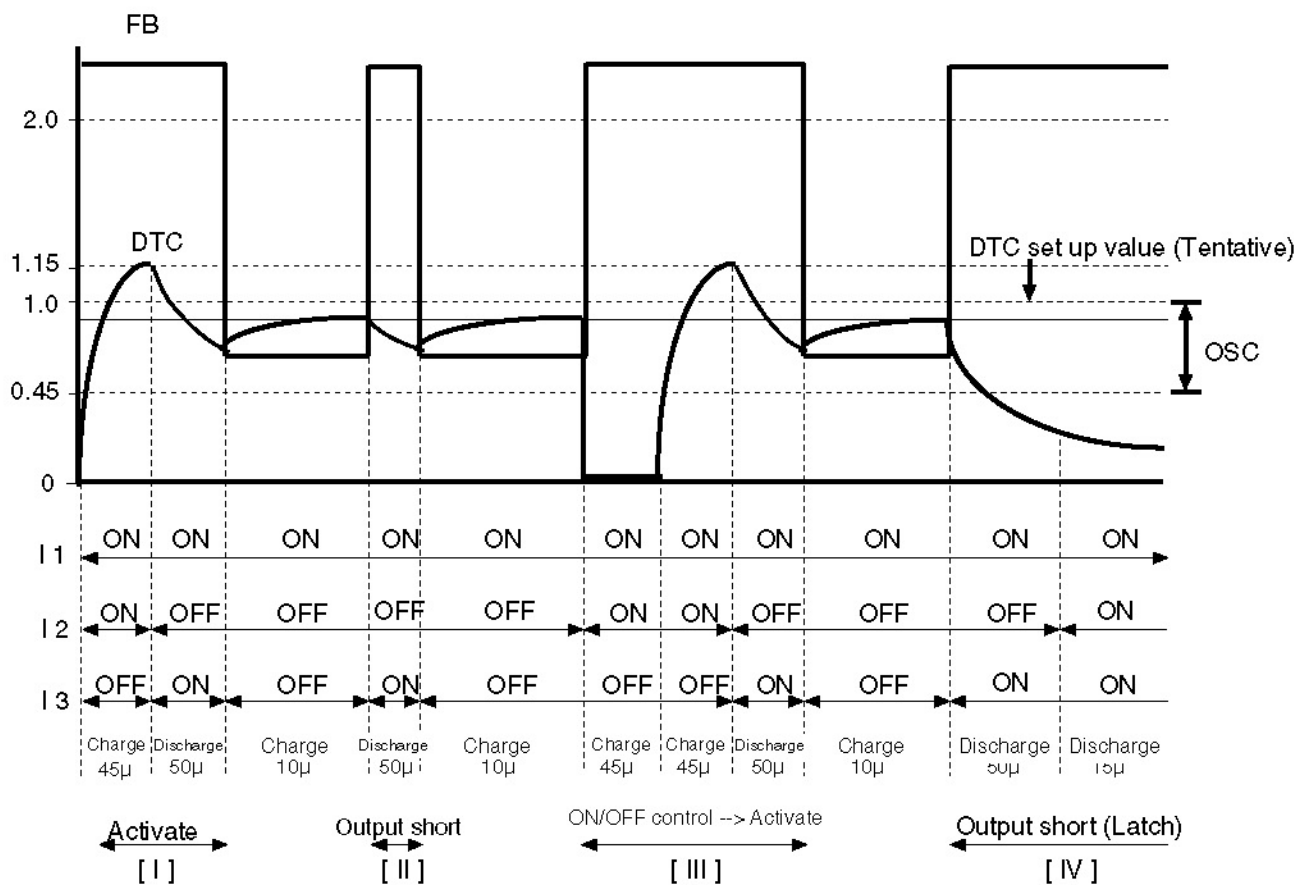 FB
2.0
DTC
DTC set up value (Tentative)
1.15
1.0
OSC
0.45
0
ON ON ON ON ON ON ON ON ON ON ON
I 1
ON OFF OFF OFF OFF ON ON OFF OFF OFF ON
I 2
OFF ON OFF ON OFF OFF OFF ON OFF ON ON
I 3
Charge Discharge Charge Discharge Charge Charge Charge Discharge Charge Discharge Discharge
45μ 50μ 10μ 50μ 10μ 45μ 45μ 50μ 10μ 50μ 15μ
Activate Output short ON/OFF control --> Activate Output short (Latch)
[ I ] [ II ] [ III ] [ IV ]